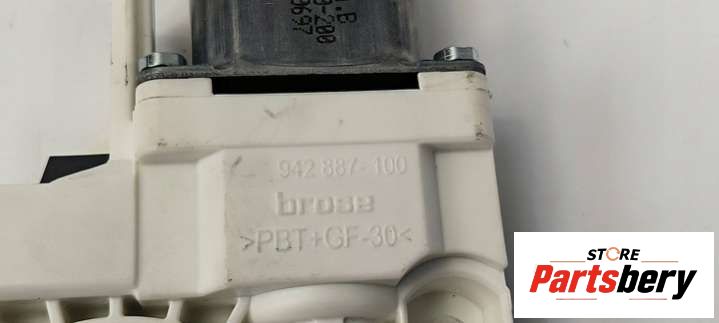 942 887-100
brose
>PBT+GF-30<
STORE
Partsbery